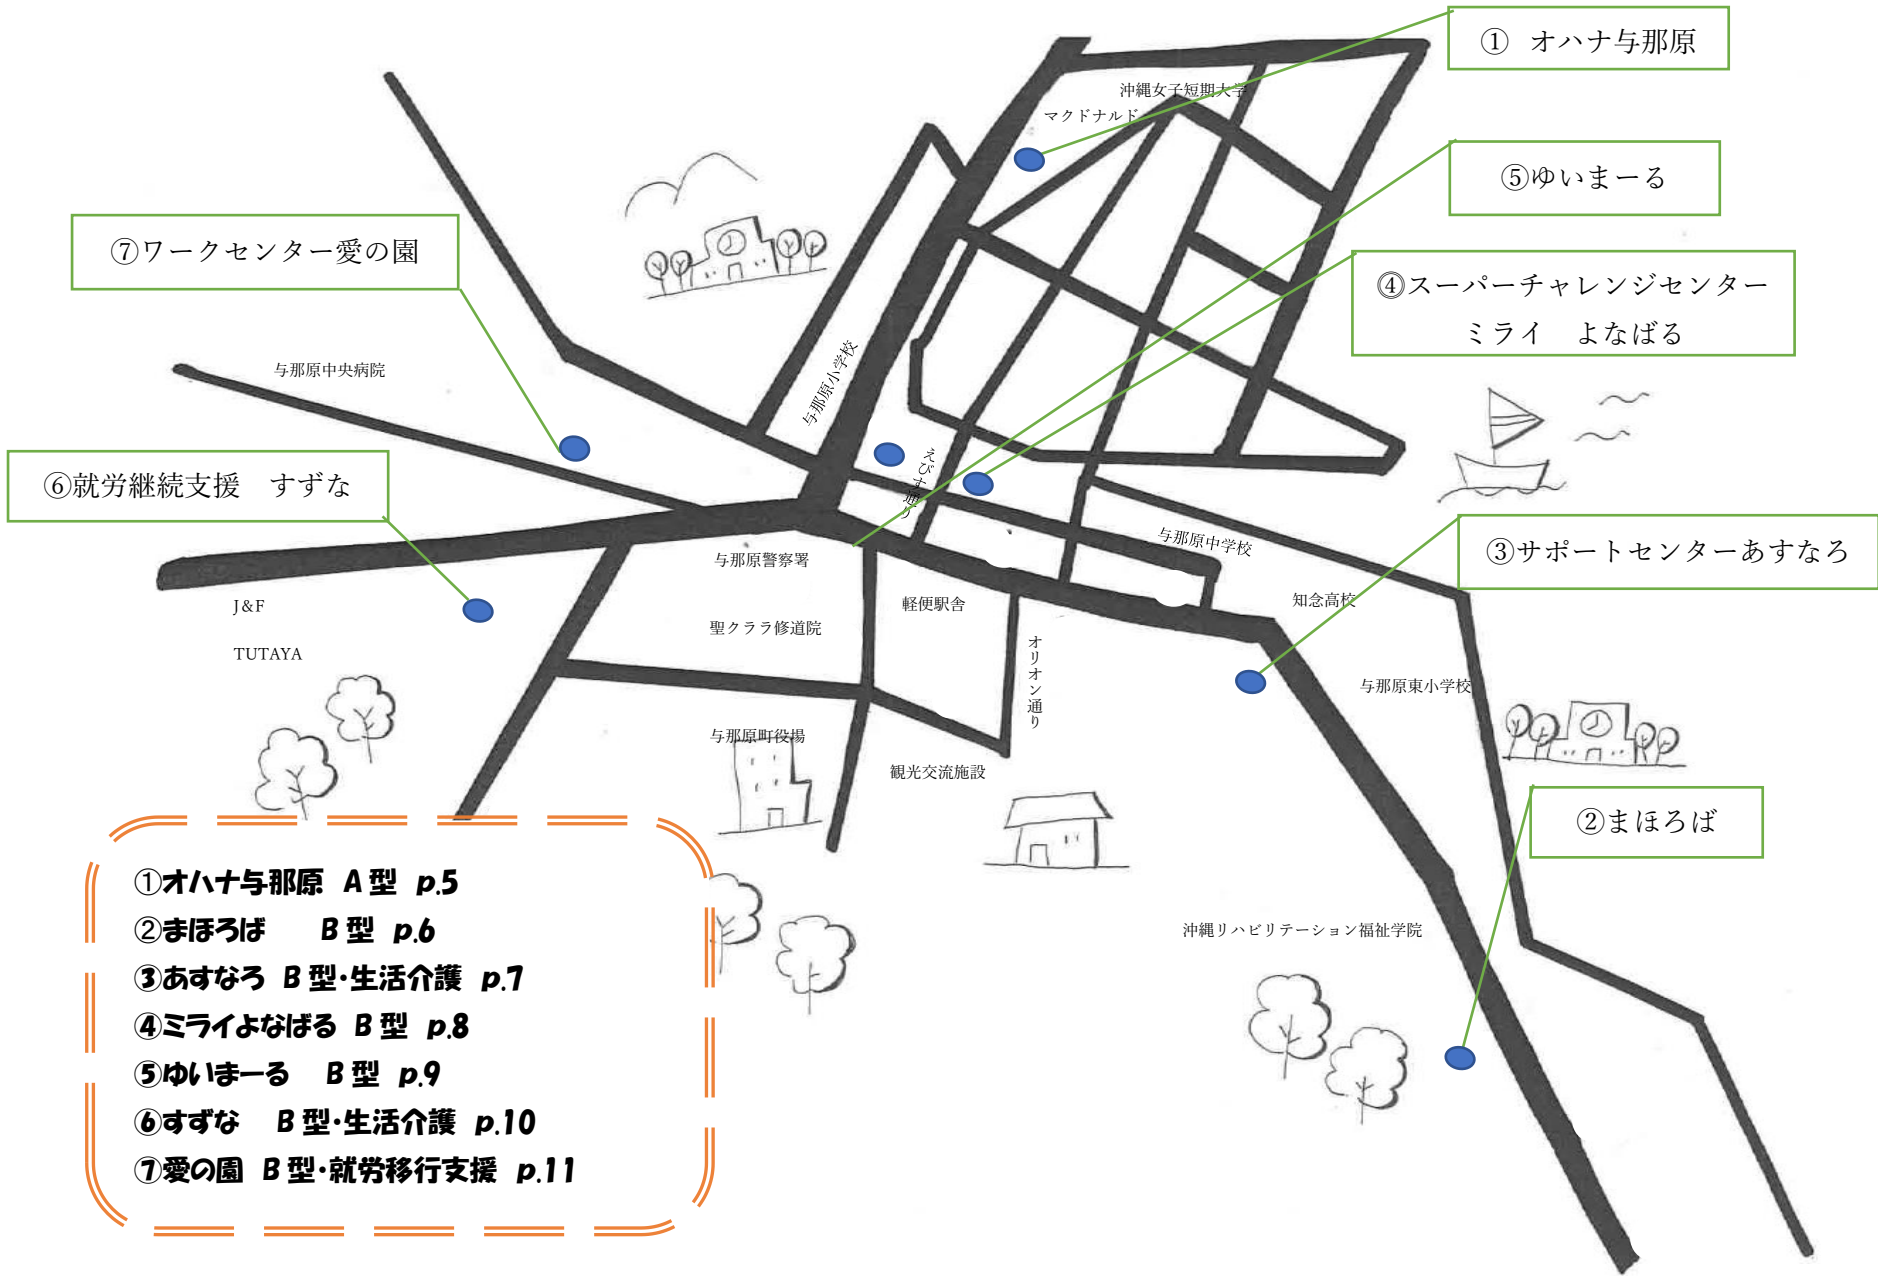 ① オハナ与那原
沖縄女子短期大学
マクドナルド
⑤ゆいまーる
⑦ワークセンター愛の園
④スーパーチャレンジセンター
ミライ よなばる
与那原中央病院
与那原小学校
⑥就労継続支援 すずな
えびす通り
与那原中学校
③サポートセンターあすなろ
与那原警察署
J&F
軽便駅舎
知念高校
聖クララ修道院
TUTAYA
オリオン通り
与那原東小学校
与那原町役場
観光交流施設
②まほろば
沖縄リハビリテーション福祉学院
①オハナ与那原 A型 p.5
②まほろば B型 p.6
③あすなろ B型・生活介護 p.7
④ミライよなばる B型 p.8
⑤ゆいまーる B型 p.9
⑥すずな B型・生活介護 p.10
⑦愛の園 B型・就労移行支援 p.11